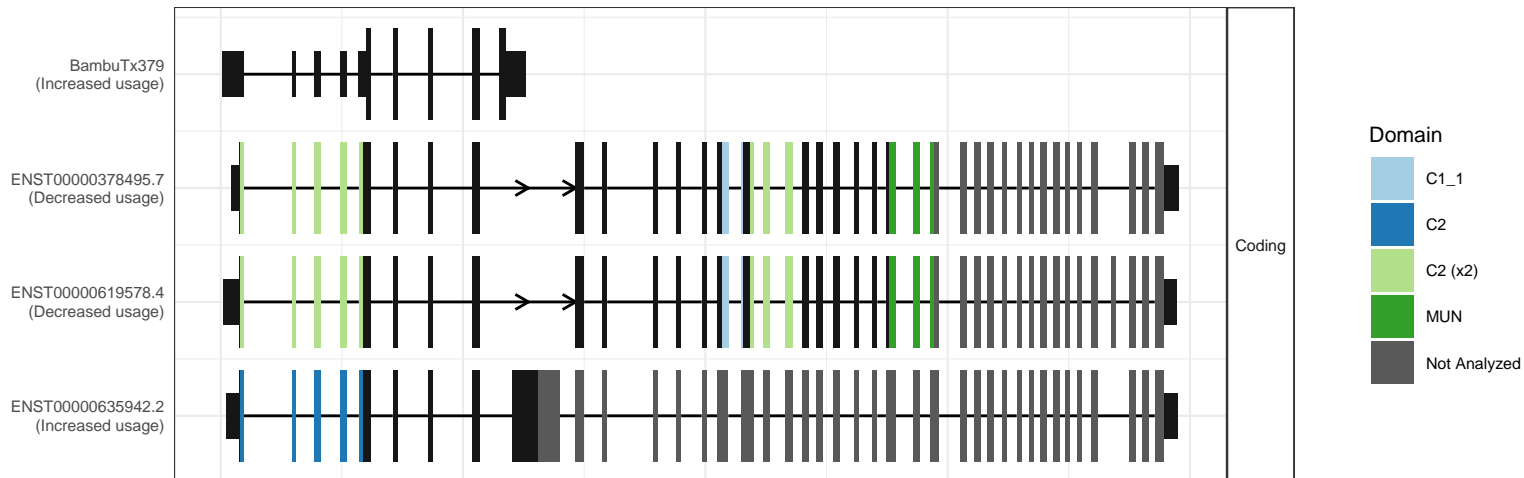 BambuTx379
(Increased usage)
ENST00000378495.7
(Decreased usage)
ENST00000619578.4
(Decreased usage)
ENST00000635942.2
(Increased usage)
Coding
Domain
C1_1
C2
C2 (x2)
MUN
Not Analyzed